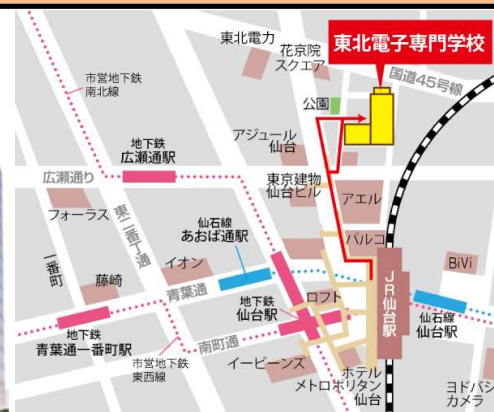 東北電力
花京院
スクエア
東北電子専門学校
国道45号線
市営地下鉄
南北線
公園
アジュール
仙台
地下鉄
広瀬通駅
広瀬通り
東京建物
仙台ビル
アエル
フォーラス
東二番丁通
仙石線
あおば通駅
パルコ
一番町
藤崎
イオン
青葉通
JR仙台駅
BiVi
地下鉄
仙台駅
ロフト
仙石線
仙台駅
地下鉄
青葉通一番町駅
南町通
市営地下鉄
東西線
イービーンズ
ホテル
メトロポリタン
仙台
ヨドバシ
カメラ